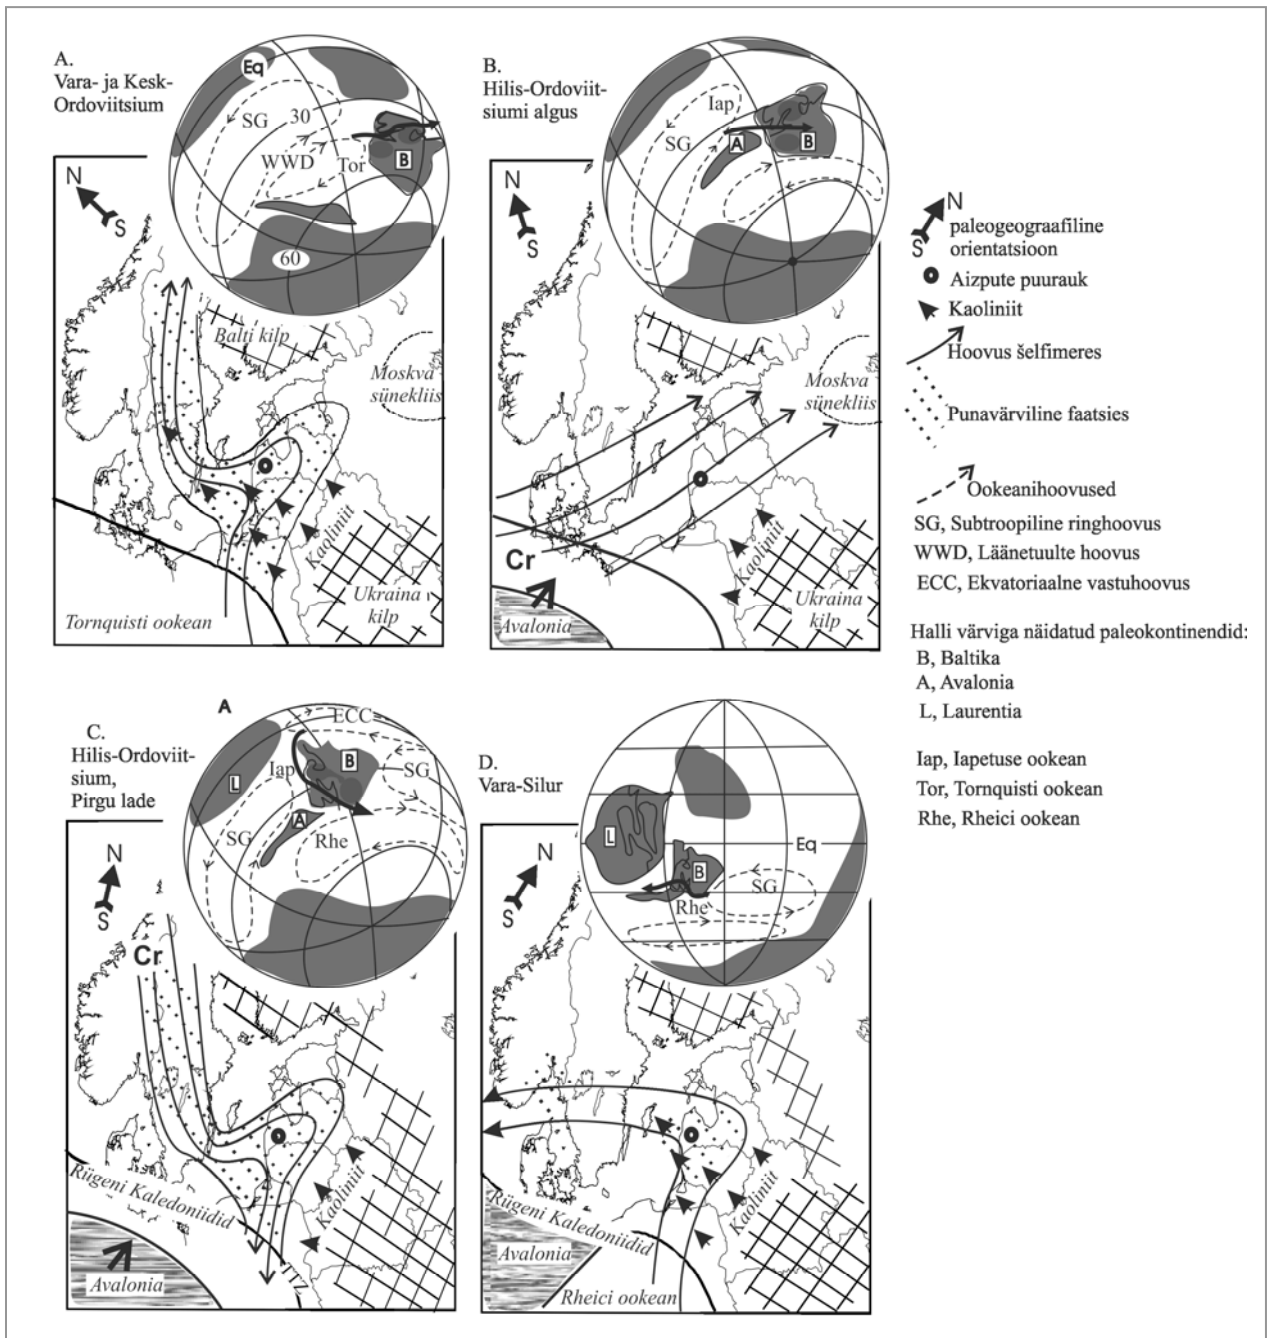 A.
Vara- ja Kesk-
Ordoviitsium
Eq
SG
30
WWD
Tor
B
60
N
S
Balti kilp
Moskva
sünekliis
Kaoliniit
Ukraina
kilp
Tornquisti ookean
B.
Hilis-Ordoviit-
siumi algus
Iap
SG
A
B
N
S
Moskva
sünekliis
Cr
Kaoliniit
Avalonia
Ukraina
kilp
N
S
paleogeograafiline
orientatsioon
Aizpute puurauk
Kaoliniit
Hoovus šelfimeres
Punavärviline faatsies
Ookeanihoovused
SG, Subtroopiline ringhoovus
WWD, Läänetuulte hoovus
ECC, Ekvatoriaalne vastuhoovus
Halli värviga näidatud paleokontinendid:
B, Baltika
A, Avalonia
L, Laurentia
Iap, Iapetuse ookean
Tor, Tornquisti ookean
Rhe, Rheici ookean
A
C.
Hilis-Ordoviit-
sium,
Pirgu lade
ECC
L
Iap
B
SG
A
SG
Rhe
N
S
Cr
Rügeni Kaledoniidid
Kaoliniit
Avalonia
TTZ
D.
Vara-Silur
L
B
Eq
SG
Rhe
N
S
Rügeni Kaledoniidid
Kaoliniit
Avalonia
Rheici ookean